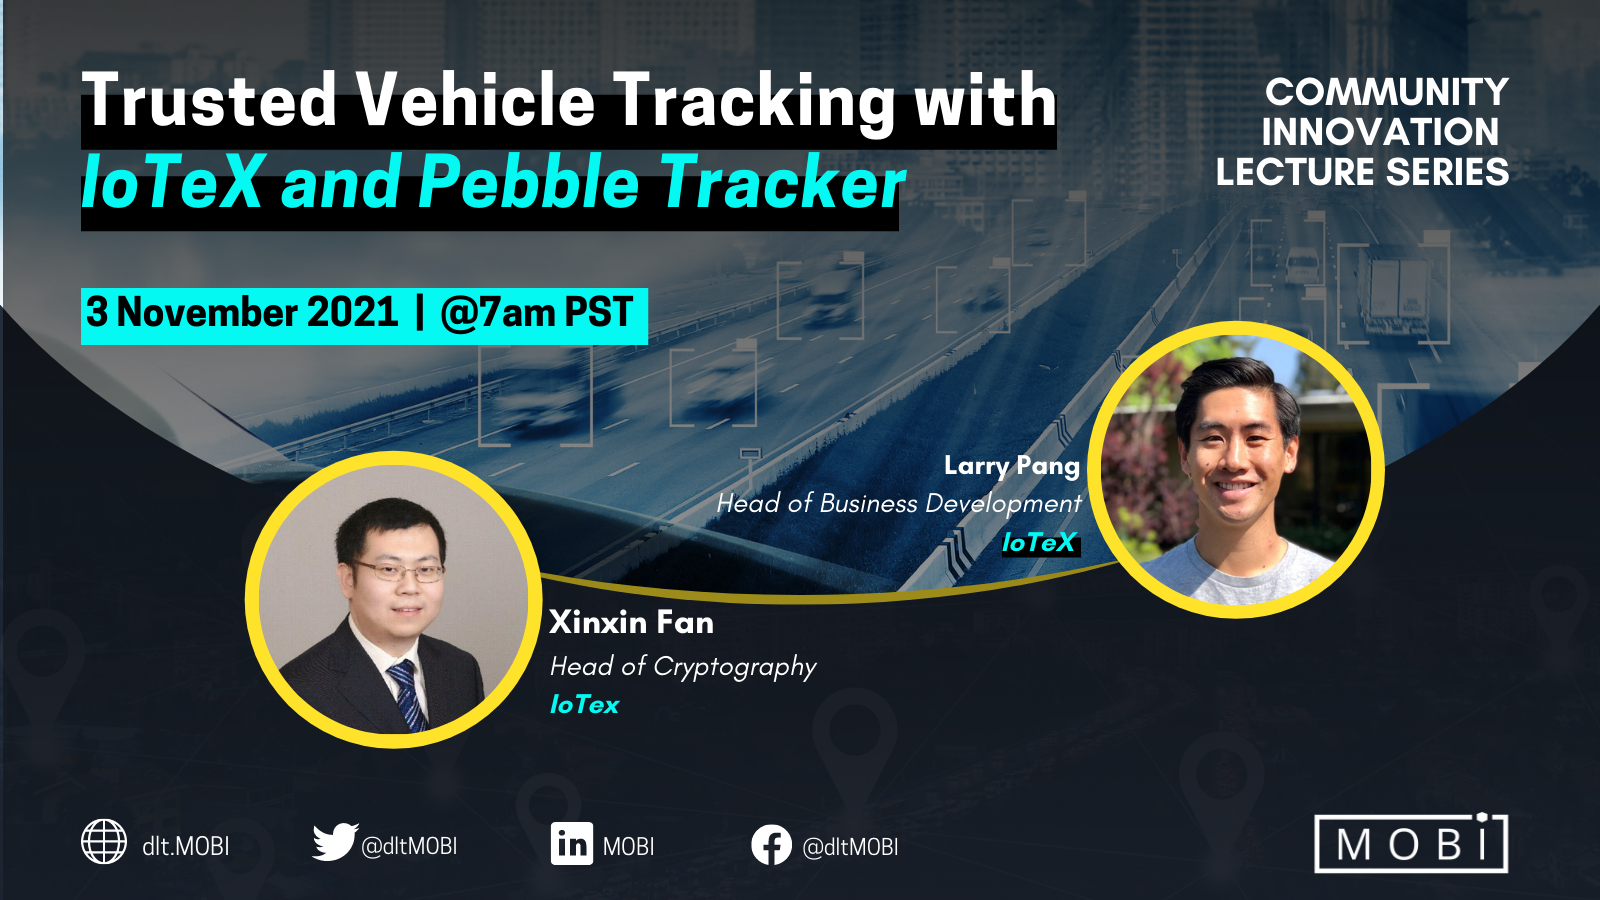 Trusted Vehicle Tracking with
IoTeX and Pebble Tracker
COMMUNITY
INNOVATION
LECTURE SERIES
3 November 2021 | @7am PST
Larry Pang
Head of Business Development
IoTeX
Xinxin Fan
Head of Cryptography
IoTex
dlt.MOBI
@dltMOBI
in MOBI
@dltMOBI
MOBi